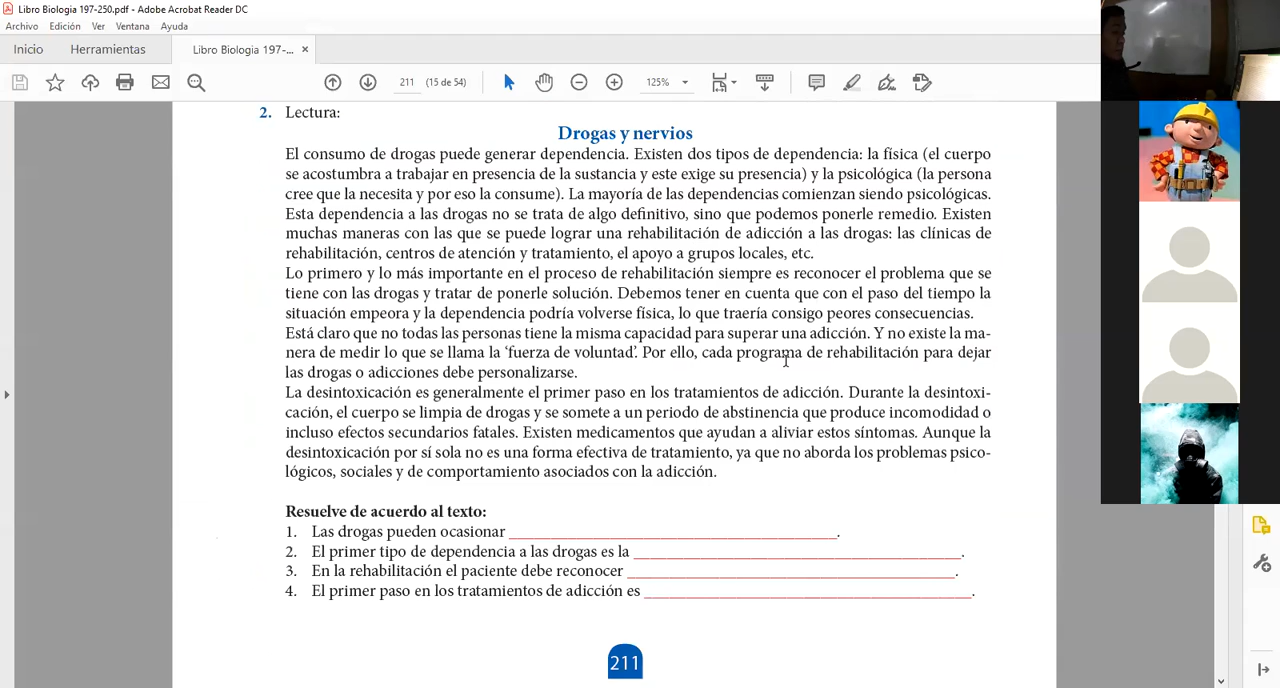 Libro Biologia 197-250.pdf - Adobe Acrobat Reader DC
Archivo Edición Ver Ventana Ayuda
Inicio Herramientas Libro Biologia 197-... ×
211 (15 de 54) 125%
2. Lectura:
Drogas y nervios
El consumo de drogas puede generar dependencia. Existen dos tipos de dependencia: la física (el cuerpo
se acostumbra a trabajar en presencia de la sustancia y este exige su presencia) y la psicológica (la persona
cree que la necesita y por eso la consume). La mayoría de las dependencias comienzan siendo psicológicas.
Esta dependencia a las drogas no se trata de algo definitivo, sino que podemos ponerle remedio. Existen
muchas maneras con las que se puede lograr una rehabilitación de adicción a las drogas: las clínicas de
rehabilitación, centros de atención y tratamiento, el apoyo a grupos locales, etc.
Lo primero y lo más importante en el proceso de rehabilitación siempre es reconocer el problema que se
tiene con las drogas y tratar de ponerle solución. Debemos tener en cuenta que con el paso del tiempo la
situación empeora y la dependencia podría volverse física, lo que traería consigo peores consecuencias.
Está claro que no todas las personas tiene la misma capacidad para superar una adicción. Y no existe la ma-
nera de medir lo que se llama la ‘fuerza de voluntad’. Por ello, cada programa de rehabilitación para dejar
las drogas o adicciones debe personalizarse.
La desintoxicación es generalmente el primer paso en los tratamientos de adicción. Durante la desintoxi-
cación, el cuerpo se limpia de drogas y se somete a un periodo de abstinencia que produce incomodidad o
incluso efectos secundarios fatales. Existen medicamentos que ayudan a aliviar estos síntomas. Aunque la
desintoxicación por sí sola no es una forma efectiva de tratamiento, ya que no aborda los problemas psico-
lógicos, sociales y de comportamiento asociados con la adicción.
Resuelve de acuerdo al texto:
1. Las drogas pueden ocasionar ______________________________.
2. El primer tipo de dependencia a las drogas es la ______________________________.
3. En la rehabilitación el paciente debe reconocer ______________________________.
4. El primer paso en los tratamientos de adicción es ______________________________.
211